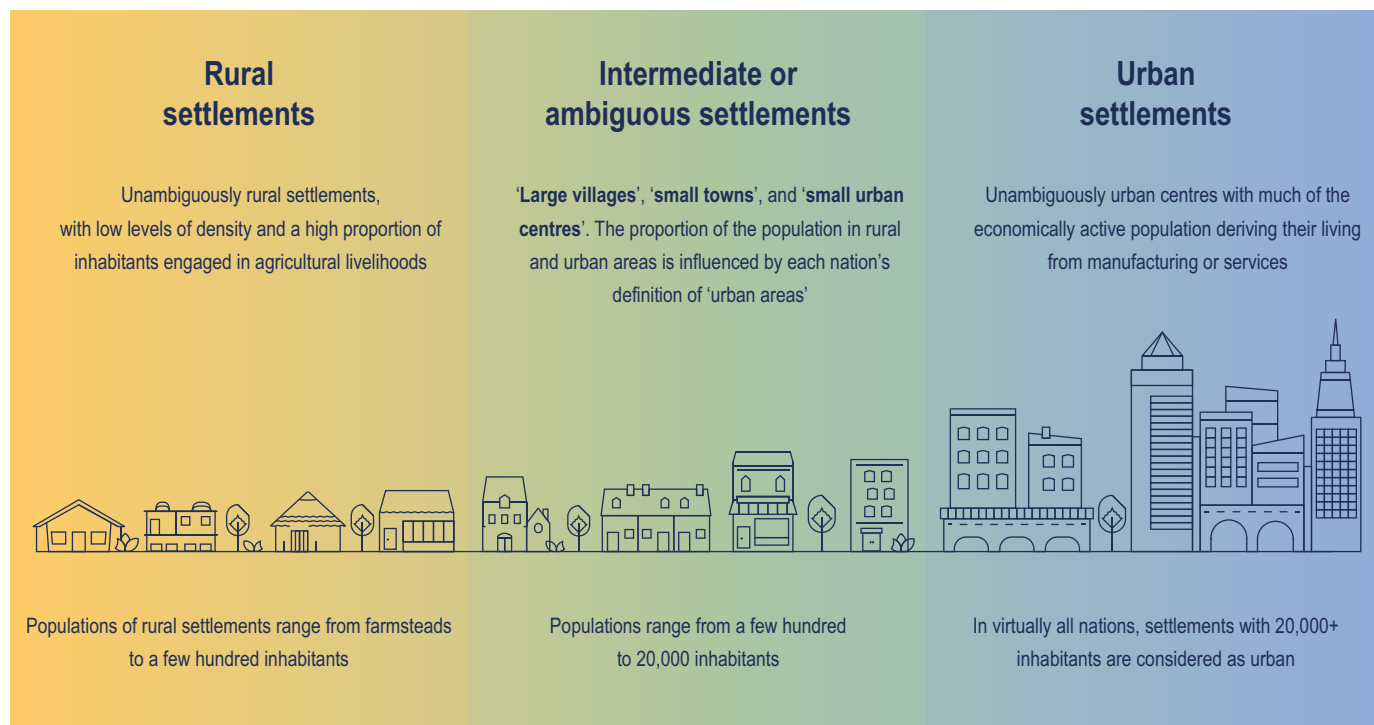 Rural
settlements
Unambiguously rural settlements,
with low levels of density and a high proportion of
inhabitants engaged in agricultural livelihoods
Populations of rural settlements range from farmsteads
to a few hundred inhabitants
Intermediate or
ambiguous settlements
‘Large villages’, ‘small towns’, and ‘small urban
centres’. The proportion of the population in rural
and urban areas is influenced by each nation’s
definition of ‘urban areas’
Populations range from a few hundred
to 20,000 inhabitants
Urban
settlements
Unambiguously urban centres with much of the
economically active population deriving their living
from manufacturing or services
In virtually all nations, settlements with 20,000+
inhabitants are considered as urban